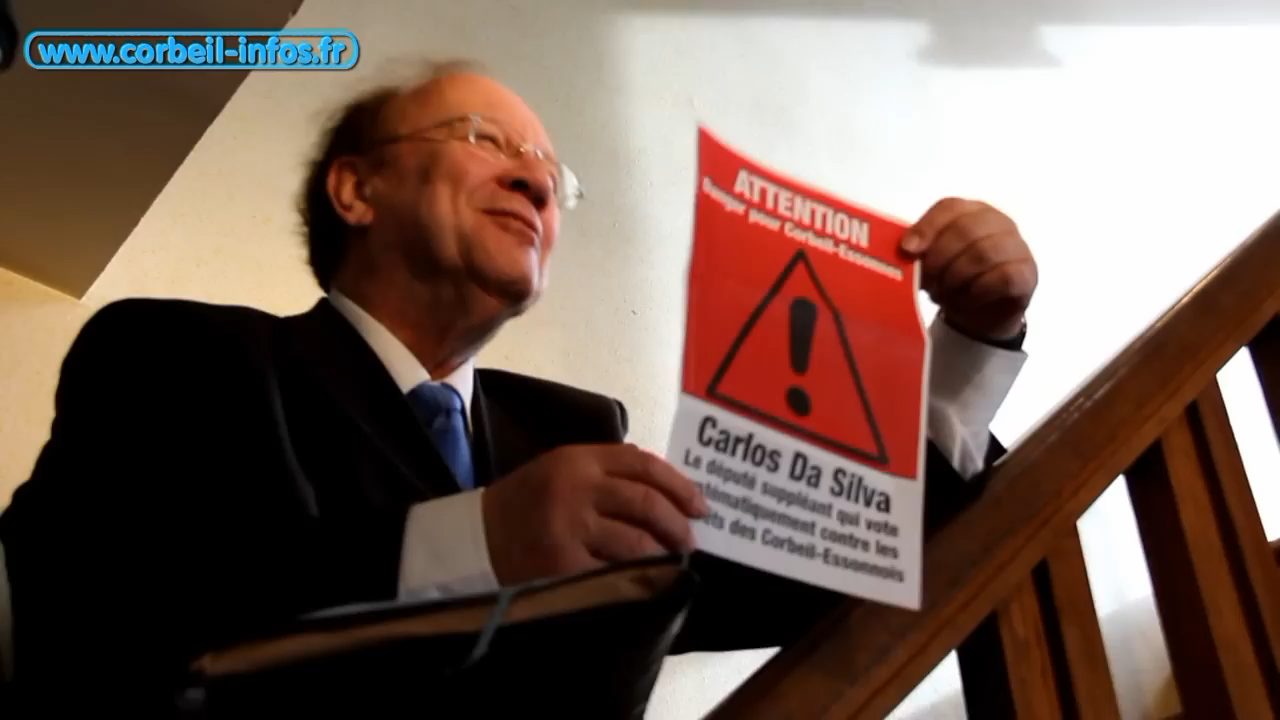 www.corbeil-infos.fr
ATTENTION
Danger pour Corbeil-Essonnes
Carlos Da Silva
Le député suppléant qui vote
systématiquement contre les
des Corbeil-Essonnois